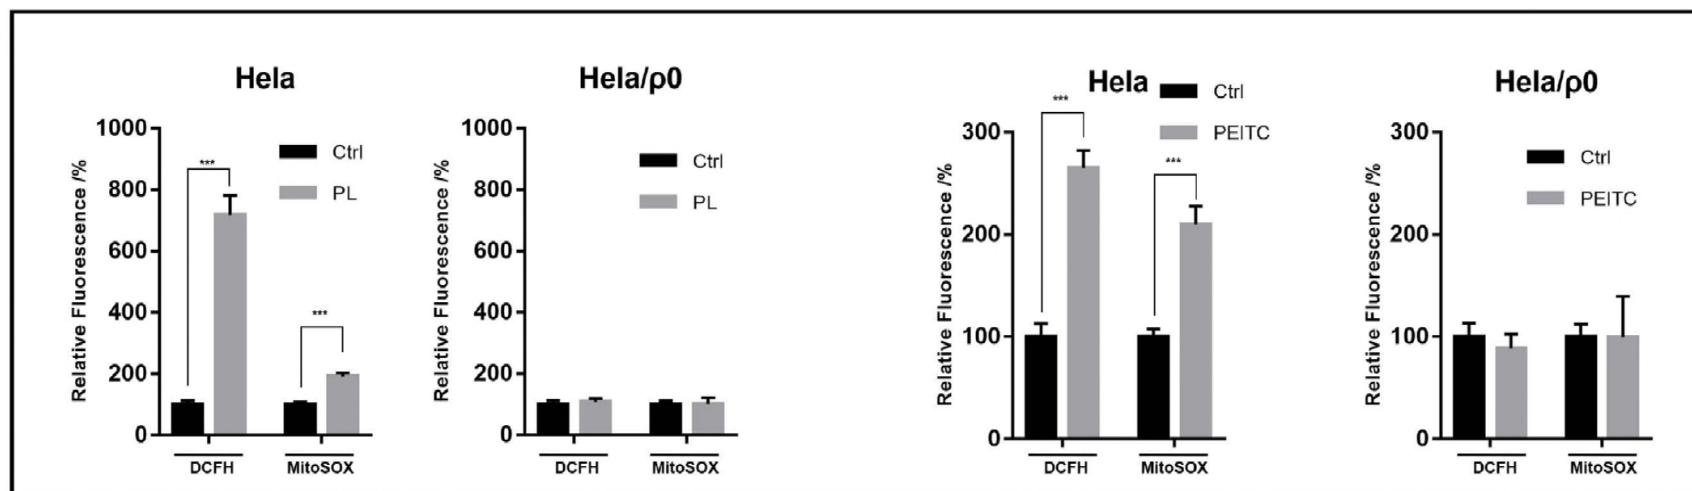 Hela
1000
800
600
400
200
0
Relative Fluorescence /%
***
***
Ctrl
PL
DCFH
MitoSOX
Hela/ρ0
1000
800
600
400
200
0
Relative Fluorescence /%
Ctrl
PL
DCFH
MitoSOX
Hela
300
200
100
0
Relative Fluorescence /%
***
***
Ctrl
PEITC
DCFH
MitoSOX
Hela/ρ0
300
200
100
0
Relative Fluorescence /%
Ctrl
PEITC
DCFH
MitoSOX